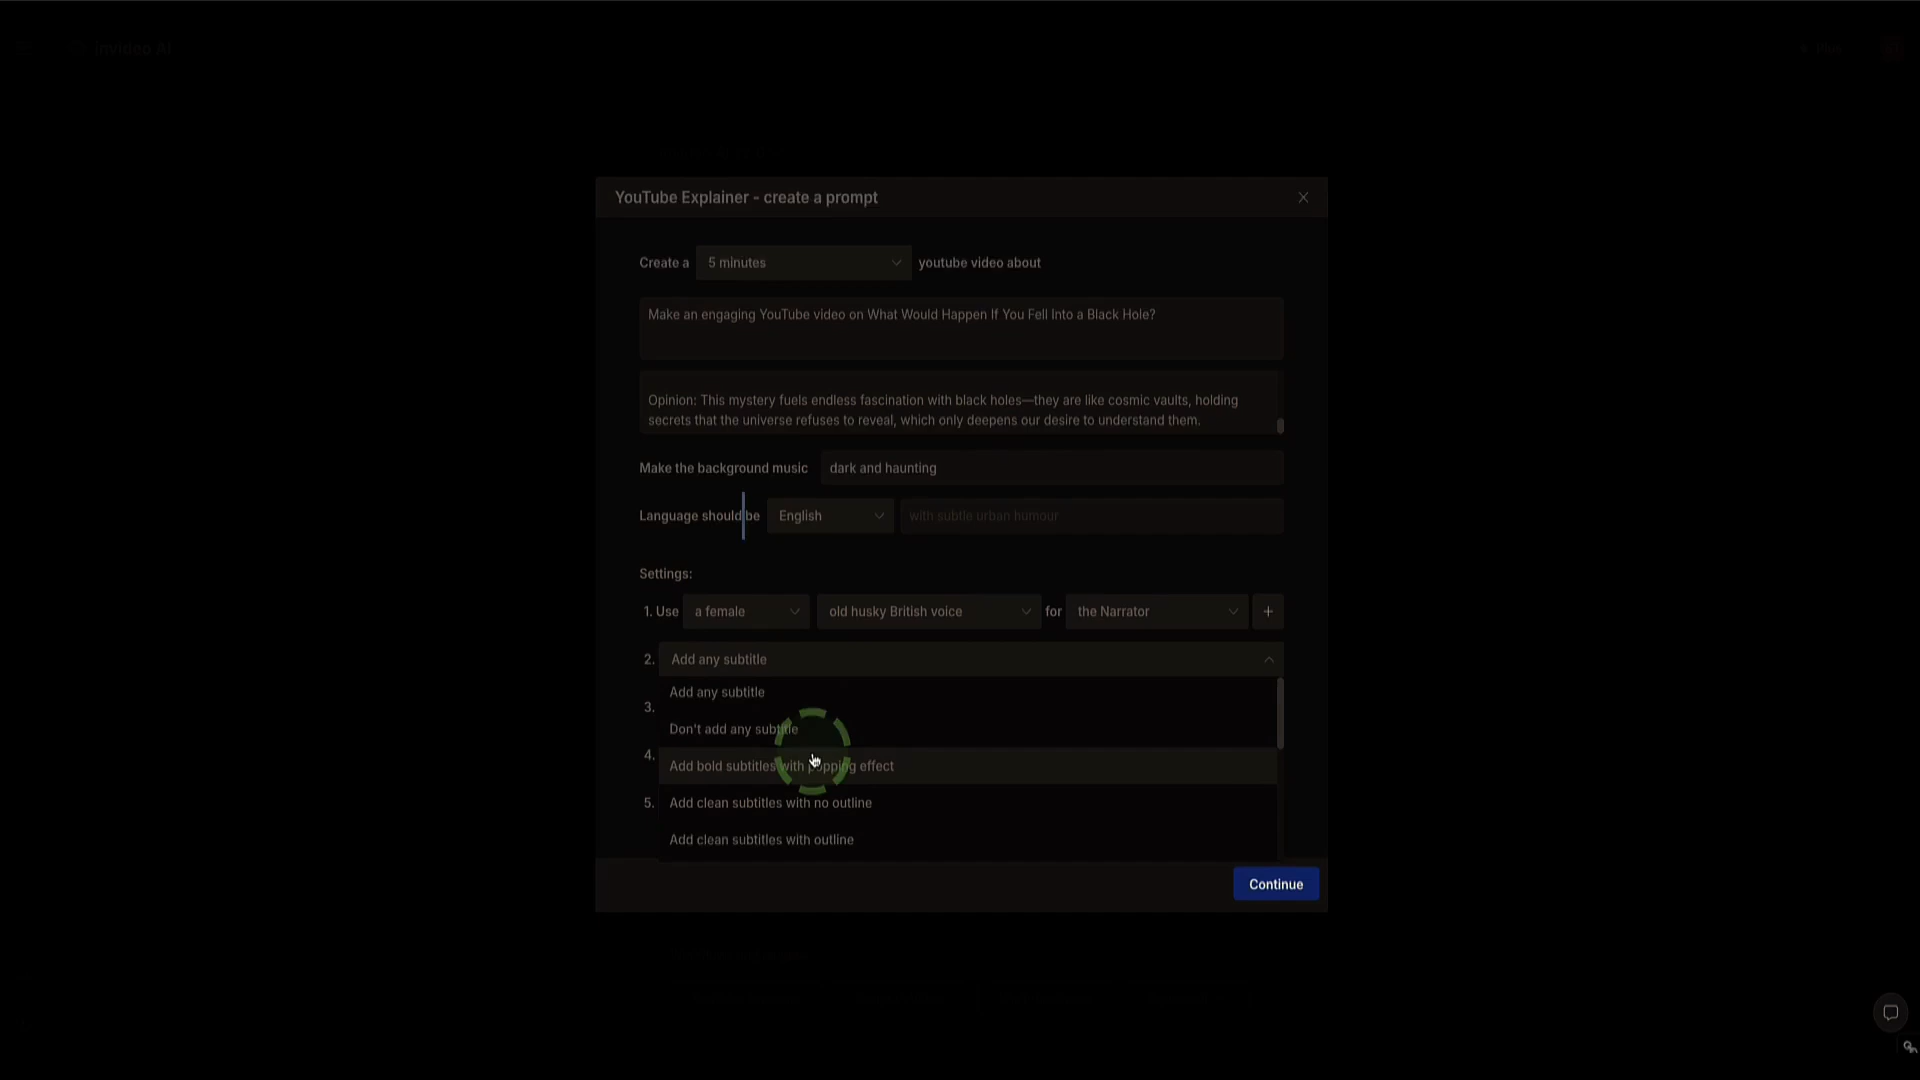 invideo AI
YouTube Explainer - create a prompt
Create a 5 minutes youtube video about
Make an engaging YouTube video on What Would Happen If You Fell Into a Black Hole?
Opinion: This mystery fuels endless fascination with black holes—they are like cosmic vaults, holding
secrets that the universe refuses to reveal, which only deepens our desire to understand them.
Make the background music dark and haunting
Language should be English with subtle urban humour
Settings:
1. Use a female old husky British voice for the Narrator +
2. Add any subtitle
Add any subtitle
3.
Don't add any subtitle
4.
Add bold subtitles with popping effect
5. Add clean subtitles with no outline
Add clean subtitles with outline
Continue